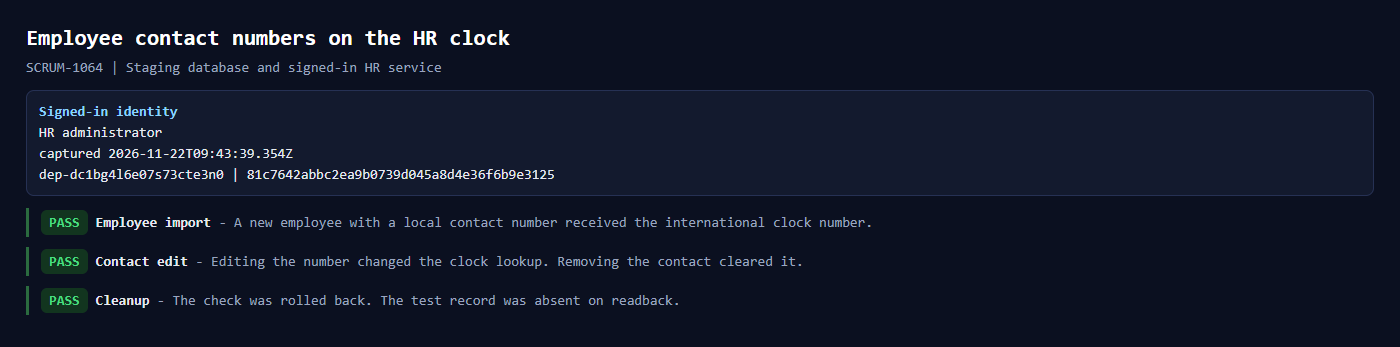 Employee contact numbers on the HR clock
SCRUM-1064 | Staging database and signed-in HR service
Signed-in identity
HR administrator
captured 2026-11-22T09:43:39.354Z
dep-dc1bg4l6e07s73cte3n0 | 81c7642abbc2ea9b0739d045a8d4e36f6b9e3125
PASS Employee import - A new employee with a local contact number received the international clock number.
PASS Contact edit - Editing the number changed the clock lookup. Removing the contact cleared it.
PASS Cleanup - The check was rolled back. The test record was absent on readback.